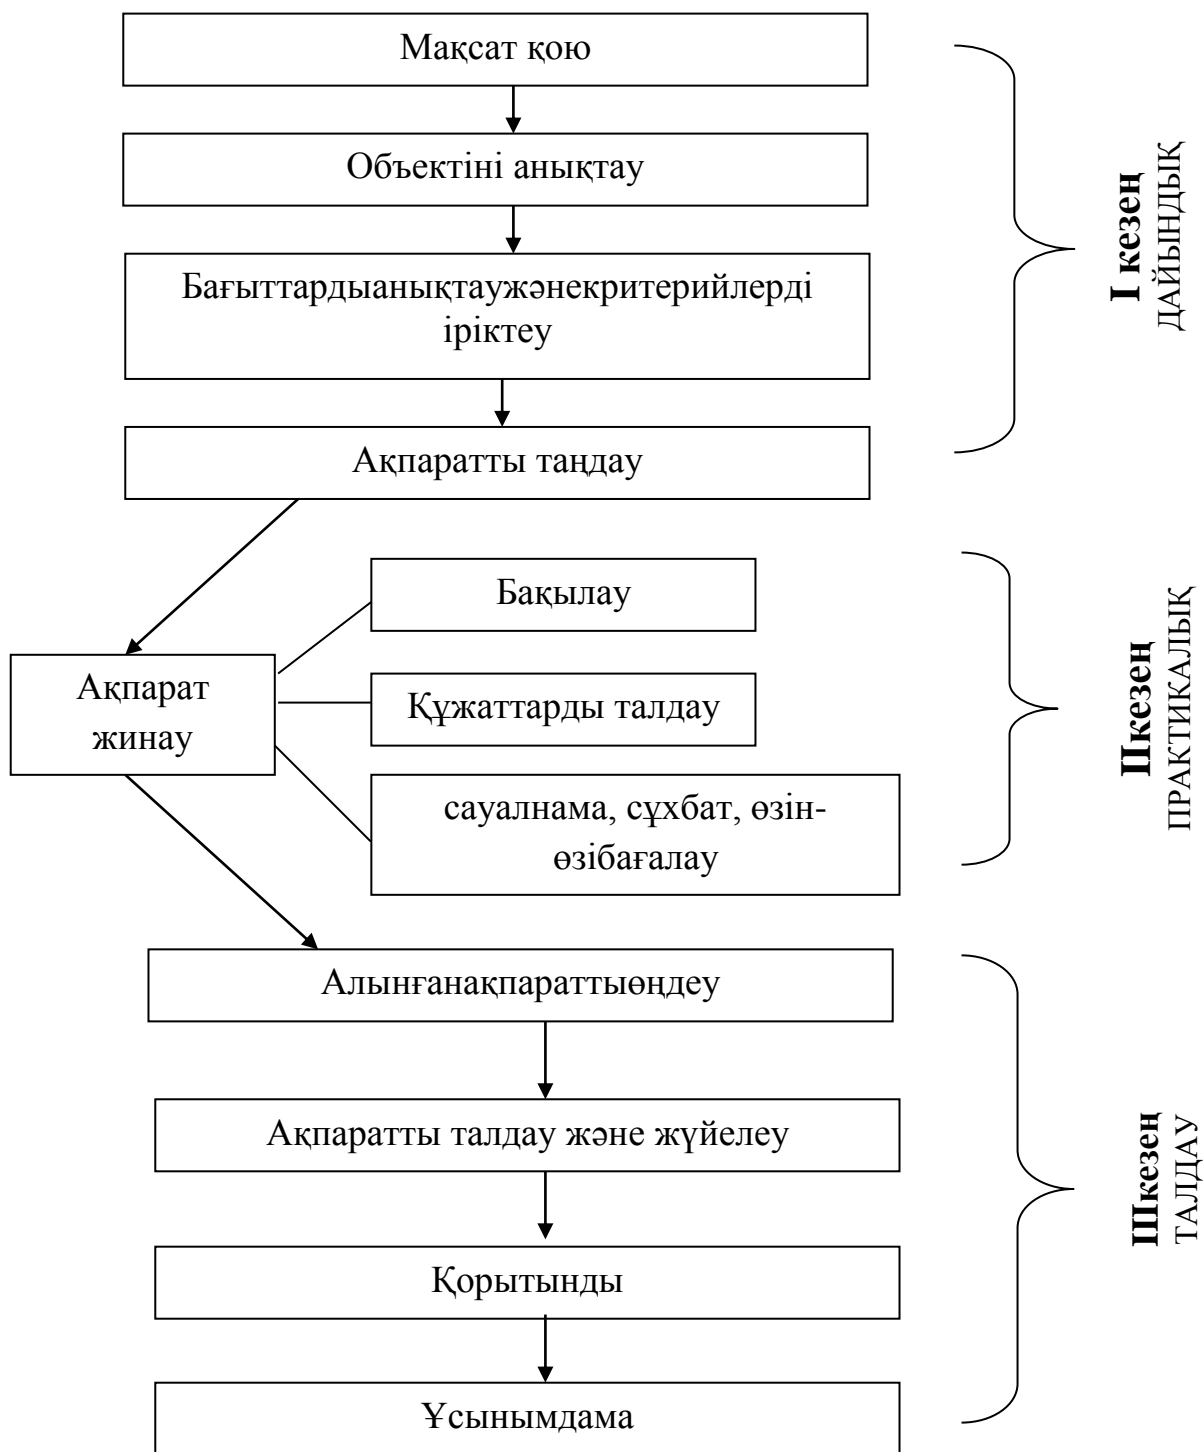 Мақсат қою
Объектіні анықтау
Бағыттардыанықтаужәнекритерийлерді
іріктеу
Ақпаратты таңдау
І кезең
ДАЙЫНДЫҚ
Ақпарат
жинау
Бақылау
Құжаттарды талдау
сауалнама, сұхбат, өзін-
өзібағалау
ІІкезең
ПРАКТИКАЛЫҚ
Алынғанақпараттыөңдеу
Ақпаратты талдау және жүйелеу
Қорытынды
Ұсынымдама
ІІІкезең
ТАЛДАУ